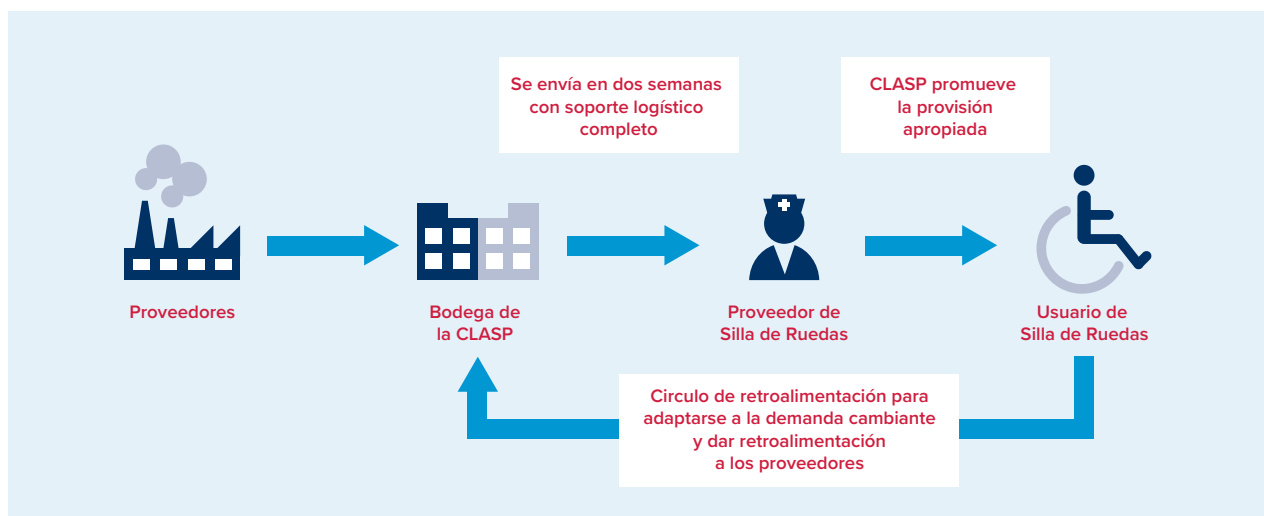 Se envía en dos semanas
con soporte logístico
completo
CLASP promueve
la provisión
apropiada
Proveedores
Bodega de
la CLASP
Proveedor de
Silla de Ruedas
Usuario de
Silla de Ruedas
Circulo de retroalimentación para
adaptarse a la demanda cambiante
y dar retroalimentación
a los proveedores